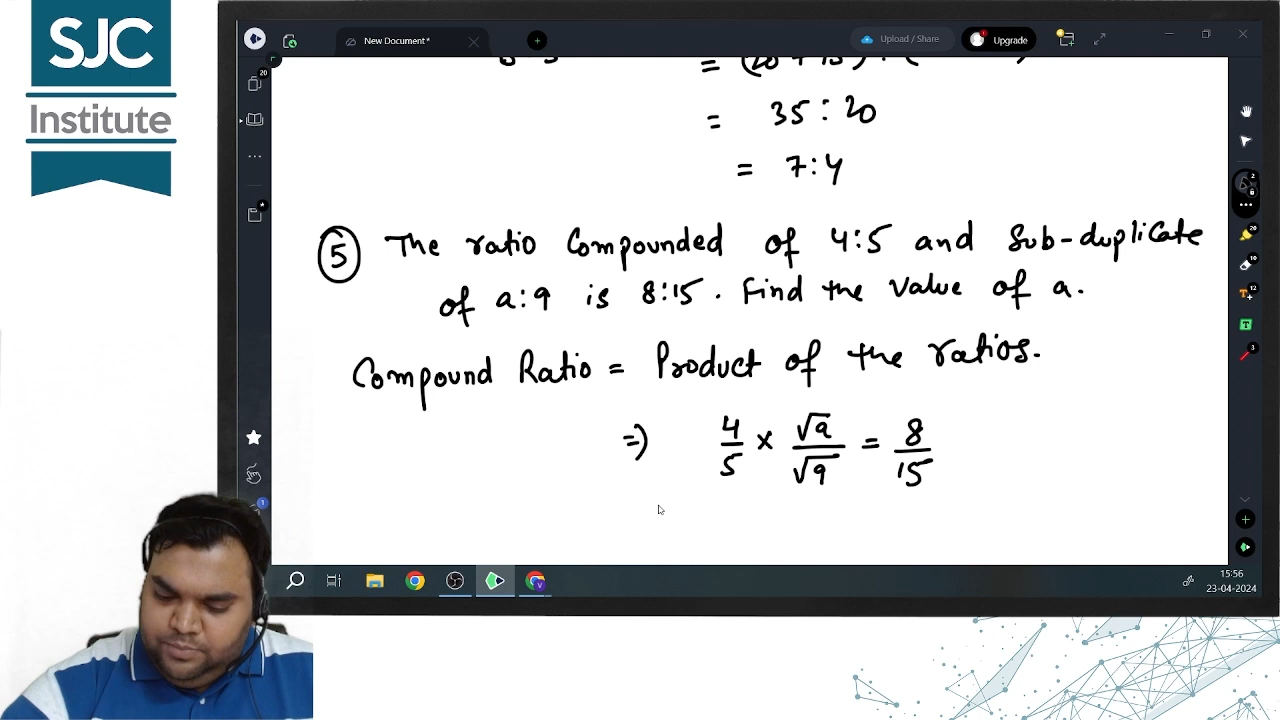 SJC
Institute
New Document*
Upload / Share
Upgrade
= 35 : 20
= 7 : 4
⑤ The ratio Compounded of 4:5 and Sub-duplicate
of a:9 is 8:15. Find the value of a.
Compound Ratio = Product of the ratios.
⇒ 4/5 × √a/√9 = 8/15
15:56
23-04-2024